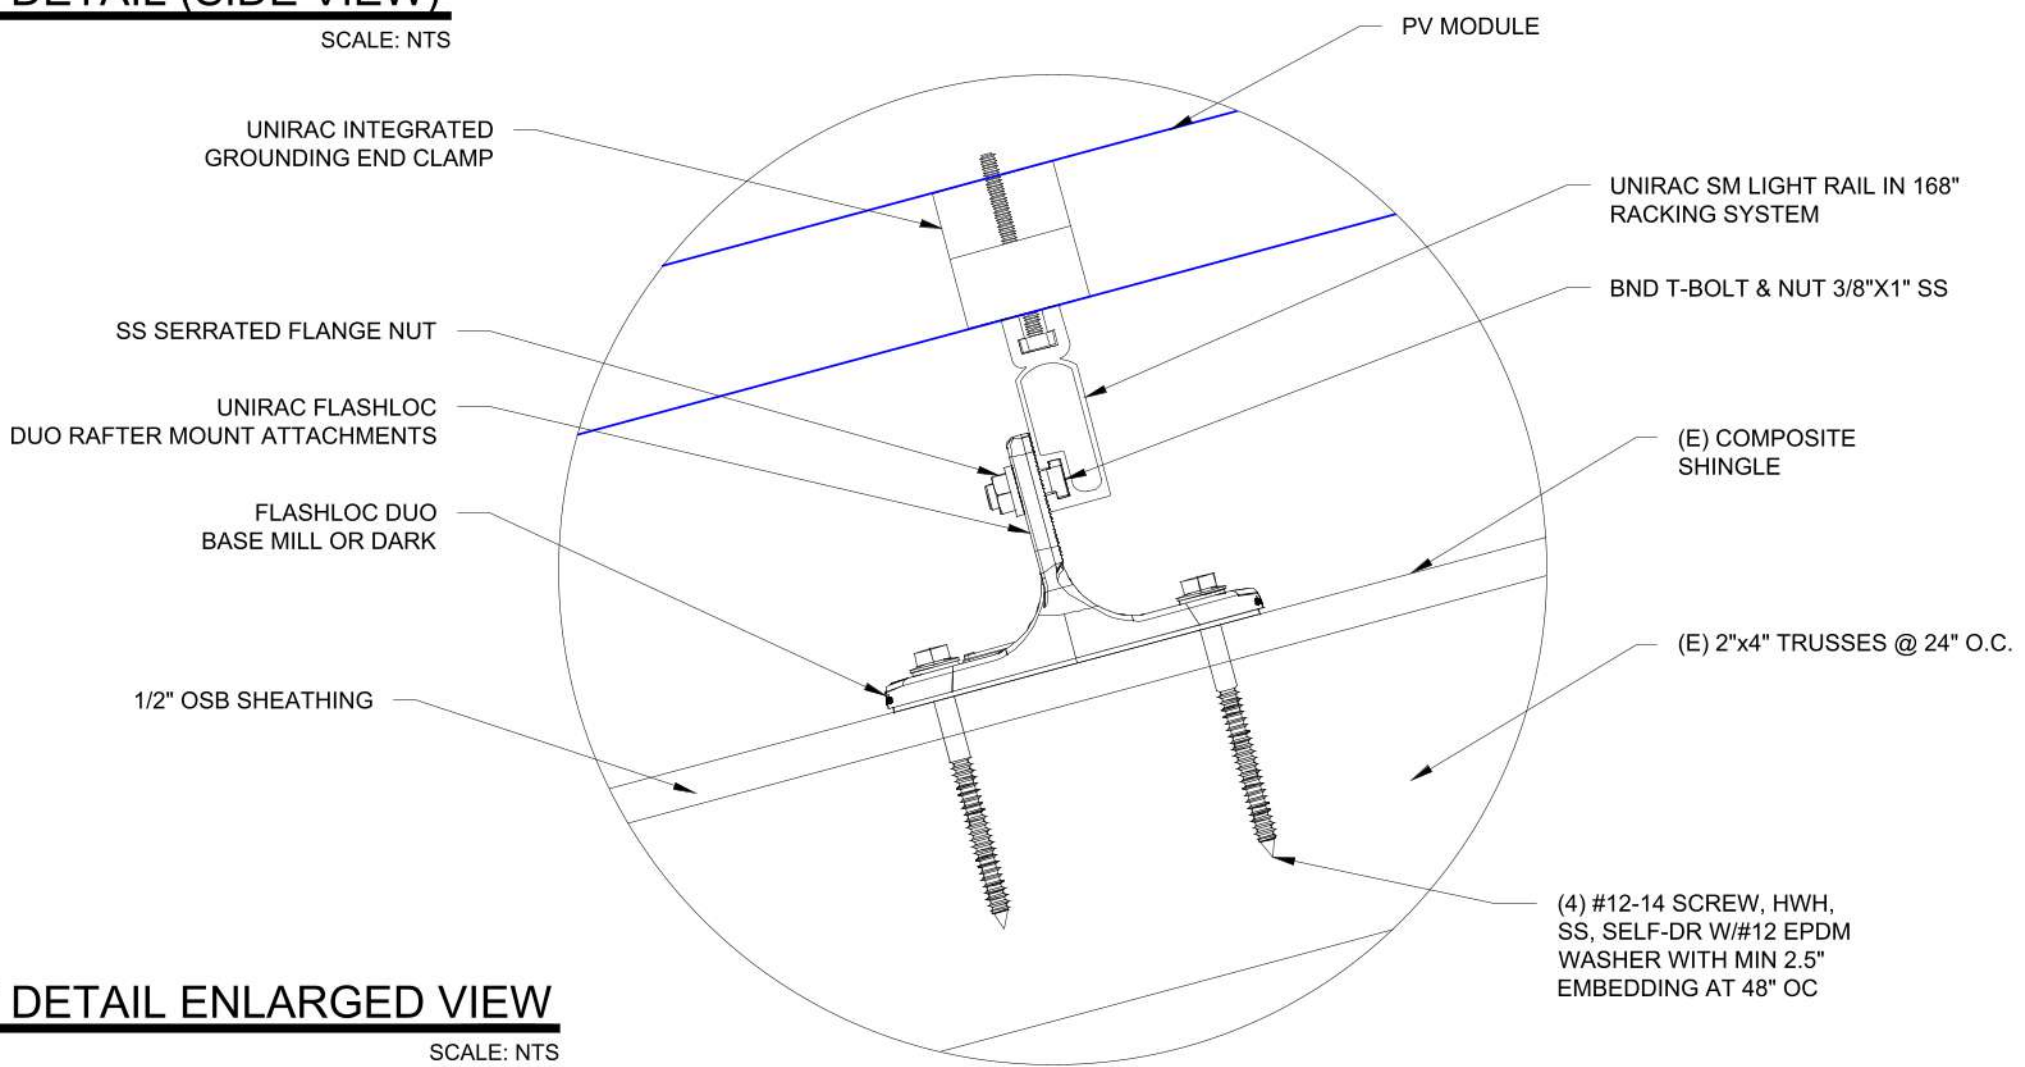 DETAIL (SIDE VIEW)
SCALE: NTS
PV MODULE
UNIRAC INTEGRATED
GROUNDING END CLAMP
UNIRAC SM LIGHT RAIL IN 168"
RACKING SYSTEM
BND T-BOLT & NUT 3/8"X1" SS
SS SERRATED FLANGE NUT
UNIRAC FLASHLOC
DUO RAFTER MOUNT ATTACHMENTS
(E) COMPOSITE
SHINGLE
FLASHLOC DUO
BASE MILL OR DARK
(E) 2"x4" TRUSSES @ 24" O.C.
1/2" OSB SHEATHING
(4) #12-14 SCREW, HWH,
SS, SELF-DR W/#12 EPDM
WASHER WITH MIN 2.5"
EMBEDDING AT 48" OC
DETAIL ENLARGED VIEW
SCALE: NTS